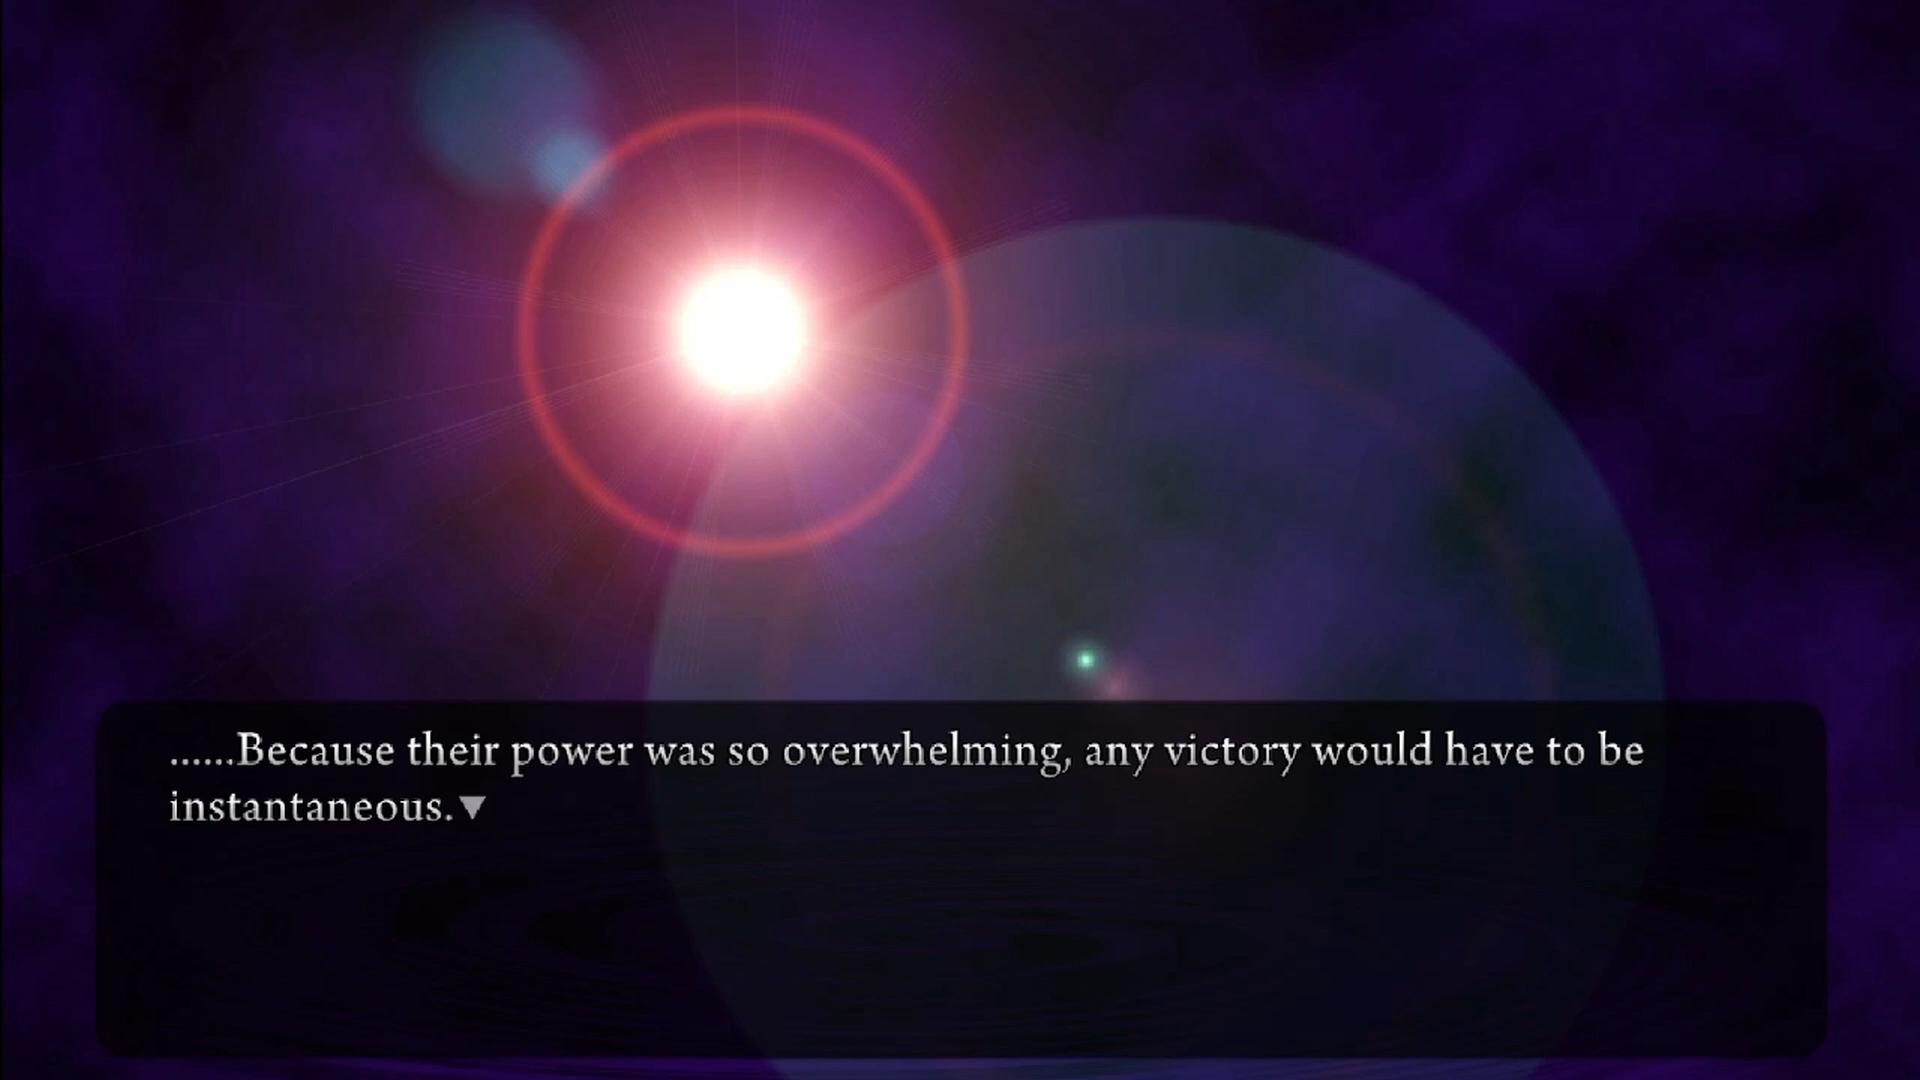 ......Because their power was so overwhelming, any victory would have to be
instantaneous.▼